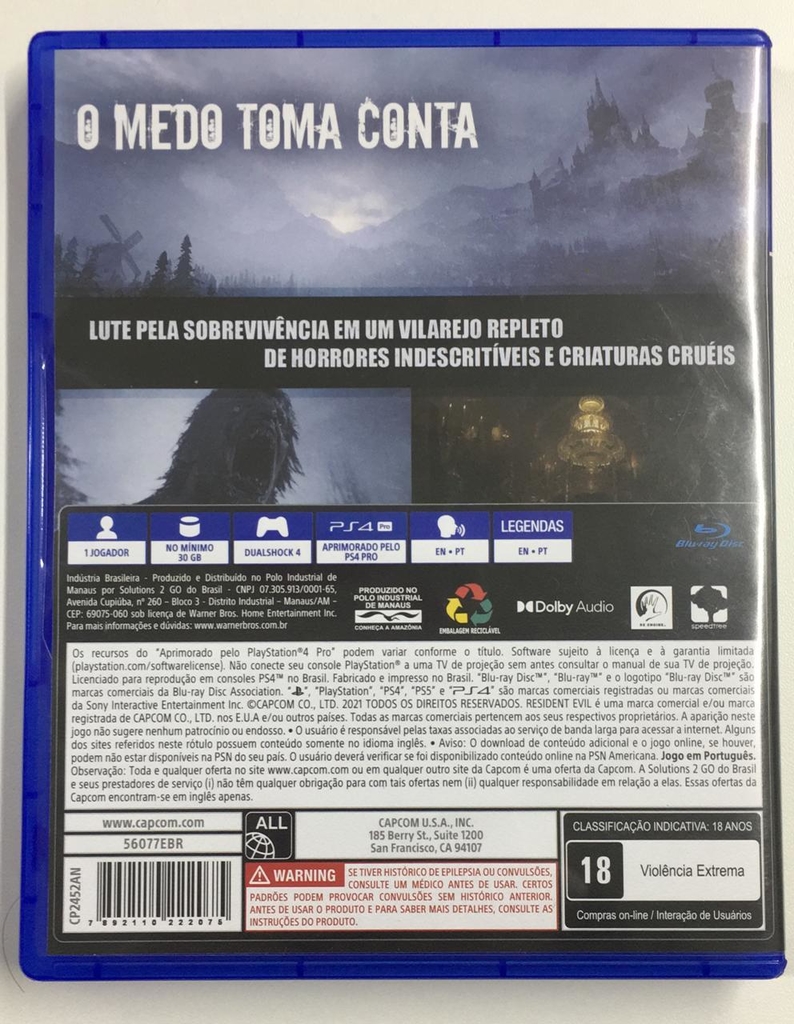 O MEDO TOMA CONTA
LUTE PELA SOBREVIVÊNCIA EM UM VILAREJO REPLETO
DE HORRORES INDESCRITÍVEIS E CRIATURAS CRUÉIS
1 JOGADOR
NO MÍNIMO
30 GB
DUALSHOCK 4
PS4 Pro
APRIMORADO PELO
PS4 PRO
EN • PT
LEGENDAS
EN • PT
Blu-ray Disc
Indústria Brasileira - Produzido e Distribuído no Polo Industrial de
Manaus por Solutions 2 GO do Brasil - CNPJ 07.305.913/0001-65,
Avenida Cupiúba, nº 260 – Bloco 3 - Distrito Industrial – Manaus/AM -
CEP: 69075-060 sob licença de Warner Bros. Home Entertainment Inc.
Para mais informações e dúvidas: www.warnerbros.com.br
PRODUZIDO NO
POLO INDUSTRIAL
DE MANAUS
CONHEÇA A AMAZÔNIA
EMBALAGEM RECICLÁVEL
Dolby Audio
RE ENGINE
speedtree
Os recursos do "Aprimorado pelo PlayStation®4 Pro" podem variar conforme o título. Software sujeito à licença e à garantia limitada
(playstation.com/softwarelicense). Não conecte seu console PlayStation® a uma TV de projeção sem antes consultar o manual de sua TV de projeção.
Licenciado para reprodução em consoles PS4™ no Brasil. Fabricado e impresso no Brasil. "Blu-ray Disc™", "Blu-ray™" e o logotipo "Blu-ray Disc™" são
marcas comerciais da Blu-ray Disc Association. "", "PlayStation", "PS4", "PS5" e "PS4" são marcas comerciais registradas ou marcas comerciais
da Sony Interactive Entertainment Inc. ©CAPCOM CO., LTD. 2021 TODOS OS DIREITOS RESERVADOS. RESIDENT EVIL é uma marca comercial e/ou marca
registrada de CAPCOM CO., LTD. nos E.U.A e/ou outros países. Todas as marcas comerciais pertencem aos seus respectivos proprietários. A aparição neste
jogo não sugere nenhum patrocínio ou endosso. • O usuário é responsável pelas taxas associadas ao serviço de banda larga para acessar a internet. Alguns
dos sites referidos neste rótulo possuem conteúdo somente no idioma inglês. • Aviso: O download de conteúdo adicional e o jogo online, se houver,
podem não estar disponíveis na PSN do seu país. O usuário deverá verificar se foi disponibilizado conteúdo online na PSN Americana. Jogo em Português.
Observação: Toda e qualquer oferta no site www.capcom.com ou em qualquer outro site da Capcom é uma oferta da Capcom. A Solutions 2 GO do Brasil
e seus prestadores de serviço (i) não têm qualquer obrigação para com tais ofertas nem (ii) qualquer responsabilidade em relação a elas. Essas ofertas da
Capcom encontram-se em inglês apenas.
www.capcom.com
56077EBR
ALL
CAPCOM U.S.A., INC.
185 Berry St., Suite 1200
San Francisco, CA 94107
CP2452AN
7 892110 222075
WARNING
SE TIVER HISTÓRICO DE EPILEPSIA OU CONVULSÕES,
CONSULTE UM MÉDICO ANTES DE USAR. CERTOS
PADRÕES PODEM PROVOCAR CONVULSÕES SEM HISTÓRICO ANTERIOR.
ANTES DE USAR O PRODUTO E PARA SABER MAIS DETALHES, CONSULTE AS
INSTRUÇÕES DO PRODUTO.
CLASSIFICAÇÃO INDICATIVA: 18 ANOS
18
Violência Extrema
Compras on-line / Interação de Usuários